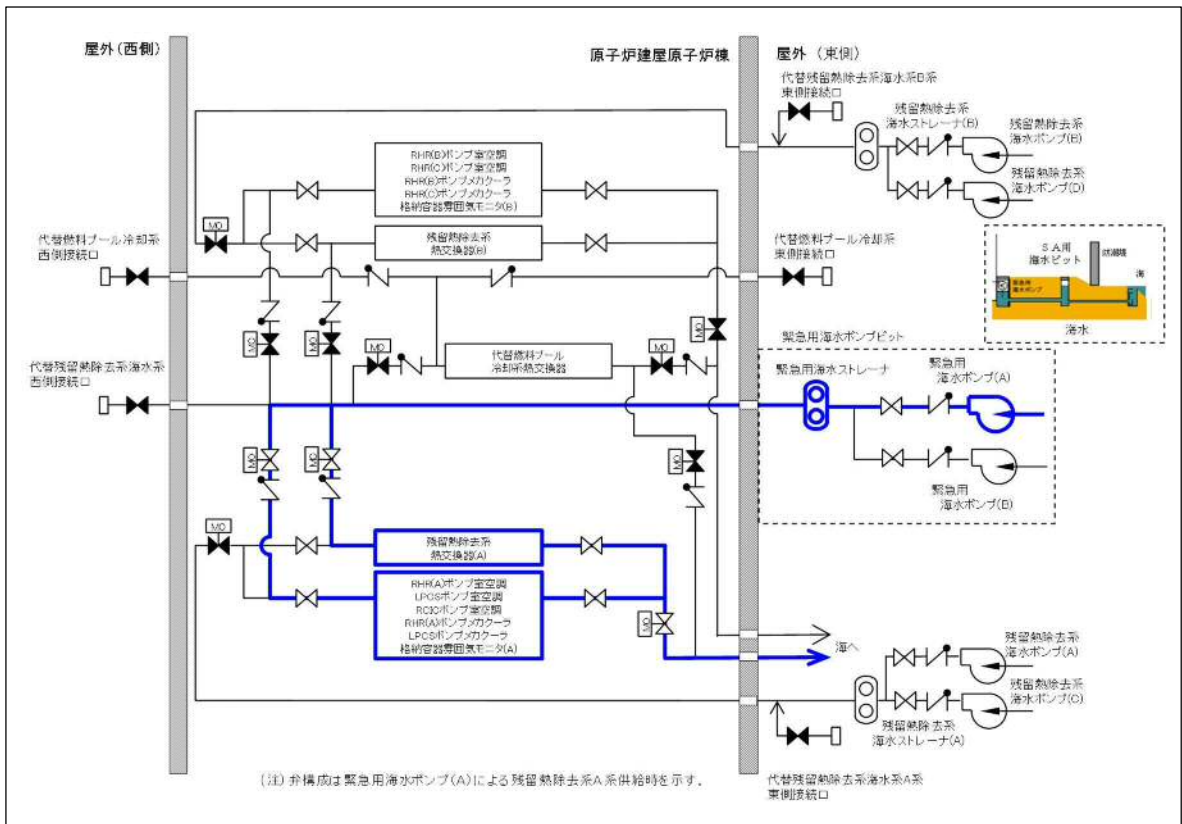 屋外(西側)
原子炉建屋原子炉棟
屋外 (東側)
代替残留熱除去系海水系B系
東側接続口
残留熱除去系
海水ストレーナ(B)
残留熱除去系
海水ポンプ(B)
残留熱除去系
海水ポンプ(D)
RHR(B)ポンプ室空調
RHR(C)ポンプ室空調
RHR(B)ポンプメカクーラ
RHR(C)ポンプメカクーラ
格納容器雰囲気モニタ(B)
MO
残留熱除去系
熱交換器(B)
代替燃料プール冷却系
西側接続口
代替燃料プール冷却系
東側接続口
SA用
海水ピット
防潮堤
海
緊急用
海水ポンプ
海水
MO
MO
MO
MO
MO
代替燃料プール
冷却系熱交換器
代替残留熱除去系海水系
西側接続口
緊急用海水ポンプピット
緊急用海水ストレーナ
緊急用
海水ポンプ(A)
緊急用
海水ポンプ(B)
MO
MO
MO
MO
残留熱除去系
熱交換器(A)
RHR(A)ポンプ室空調
LPCSポンプ室空調
RCICポンプ室空調
RHR(A)ポンプメカクーラ
LPCSポンプメカクーラ
格納容器雰囲気モニタ(A)
MO
海へ
残留熱除去系
海水ポンプ(A)
残留熱除去系
海水ポンプ(C)
残留熱除去系
海水ストレーナ(A)
代替残留熱除去系海水系A系
東側接続口
(注) 弁構成は緊急用海水ポンプ(A)による残留熱除去系A系供給時を示す。